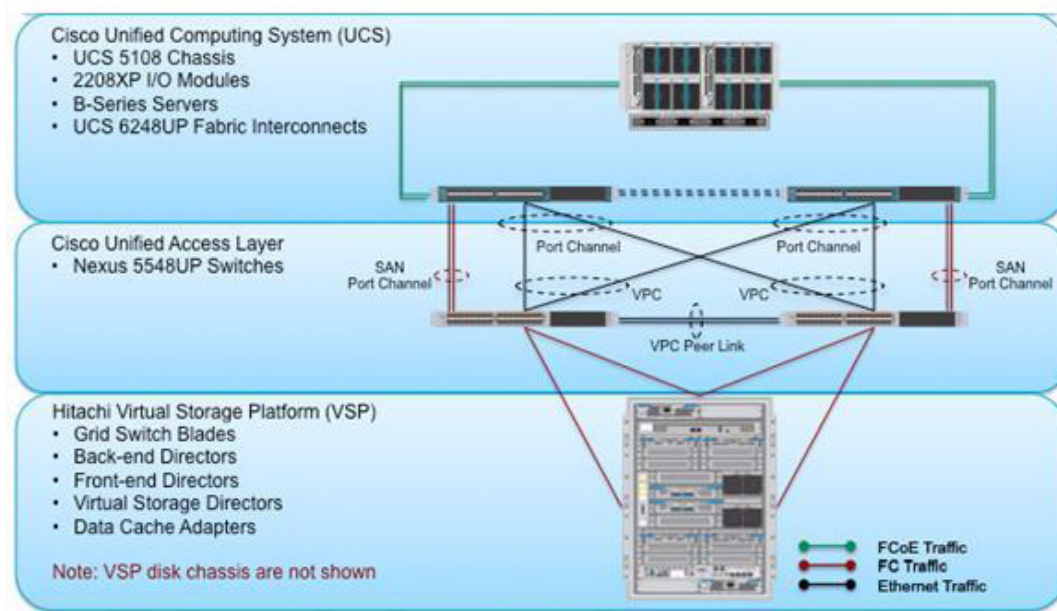 Cisco Unified Computing System (UCS)
• UCS 5108 Chassis
• 2208XP I/O Modules
• B-Series Servers
• UCS 6248UP Fabric Interconnects
Cisco Unified Access Layer
• Nexus 5548UP Switches
Port Channel
Port Channel
SAN
Port Channel
VPC
VPC
SAN
Port Channel
VPC Peer Link
Hitachi Virtual Storage Platform (VSP)
• Grid Switch Blades
• Back-end Directors
• Front-end Directors
• Virtual Storage Directors
• Data Cache Adapters
Note: VSP disk chassis are not shown
FCoE Traffic
FC Traffic
Ethernet Traffic